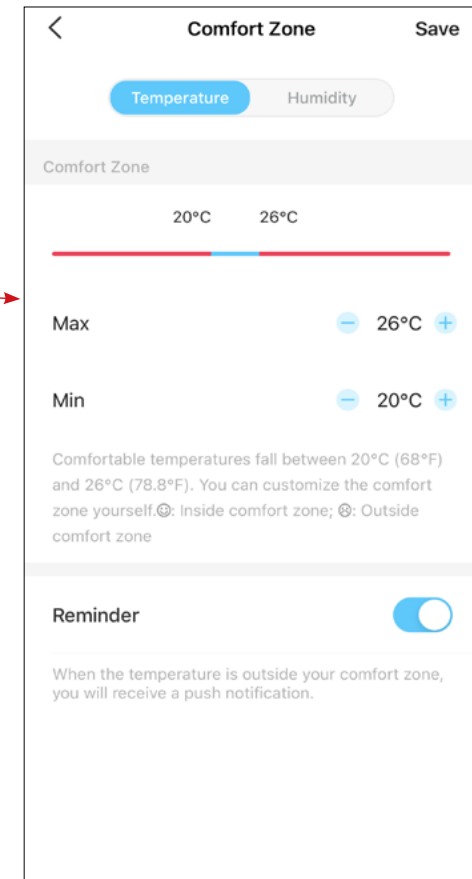 Comfort Zone Save
Temperature Humidity
Comfort Zone
20°C 26°C
Max − 26°C +
Min − 20°C +
Comfortable temperatures fall between 20°C (68°F)
and 26°C (78.8°F). You can customize the comfort
zone yourself.☺: Inside comfort zone; ☹: Outside
comfort zone
Reminder
When the temperature is outside your comfort zone,
you will receive a push notification.